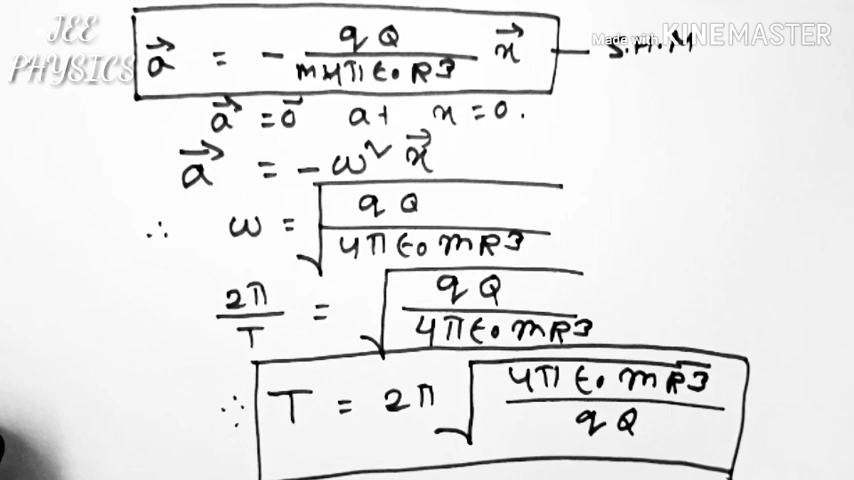 JEE
PHYSICS
Made with KINEMASTER
a⃗ = - qQ / m4πε₀R³ x⃗ — S.H.M
a⃗ = 0⃗ at x = 0.
a⃗ = -ω² x⃗
∴ ω = √(qQ / 4πε₀mR³)
2π/T = √(qQ / 4πε₀mR³)
∴ T = 2π √(4πε₀mR³ / qQ)